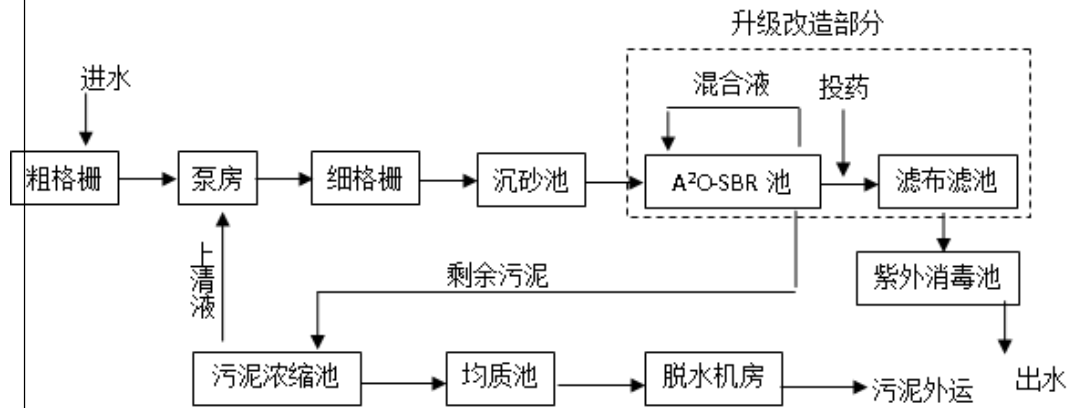 升级改造部分
进水
混合液
投药
粗格栅
泵房
细格栅
沉砂池
A²O-SBR 池
滤布滤池
上清液
剩余污泥
紫外消毒池
污泥浓缩池
均质池
脱水机房
污泥外运
出水